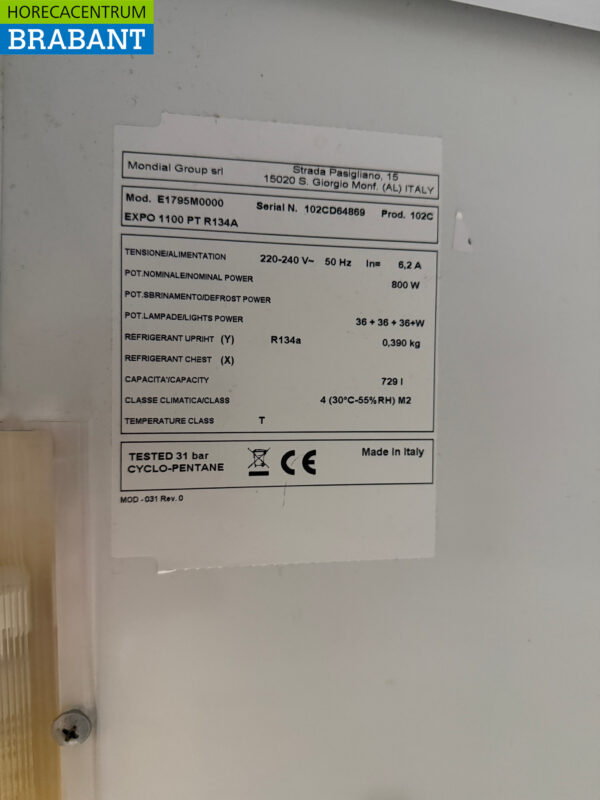 HORECACENTRUM
BRABANT
Mondial Group srl
Strada Pasigliano, 15
15020 S. Giorgio Monf. (AL) ITALY
Mod. E1795M0000 Serial N. 102CD64869 Prod. 102C
EXPO 1100 PT R134A
TENSIONE/ALIMENTATION 220-240 V~ 50 Hz In= 6,2 A
POT.NOMINALE/NOMINAL POWER 800 W
POT.SBRINAMENTO/DEFROST POWER
POT.LAMPADE/LIGHTS POWER 36 + 36 + 36+W
REFRIGERANT UPRIHT (Y) R134a 0,390 kg
REFRIGERANT CHEST (X)
CAPACITA'/CAPACITY 729 l
CLASSE CLIMATICA/CLASS 4 (30°C-55%RH) M2
TEMPERATURE CLASS T
TESTED 31 bar
CYCLO-PENTANE
CE
Made in Italy
MOD - 031 Rev. 0